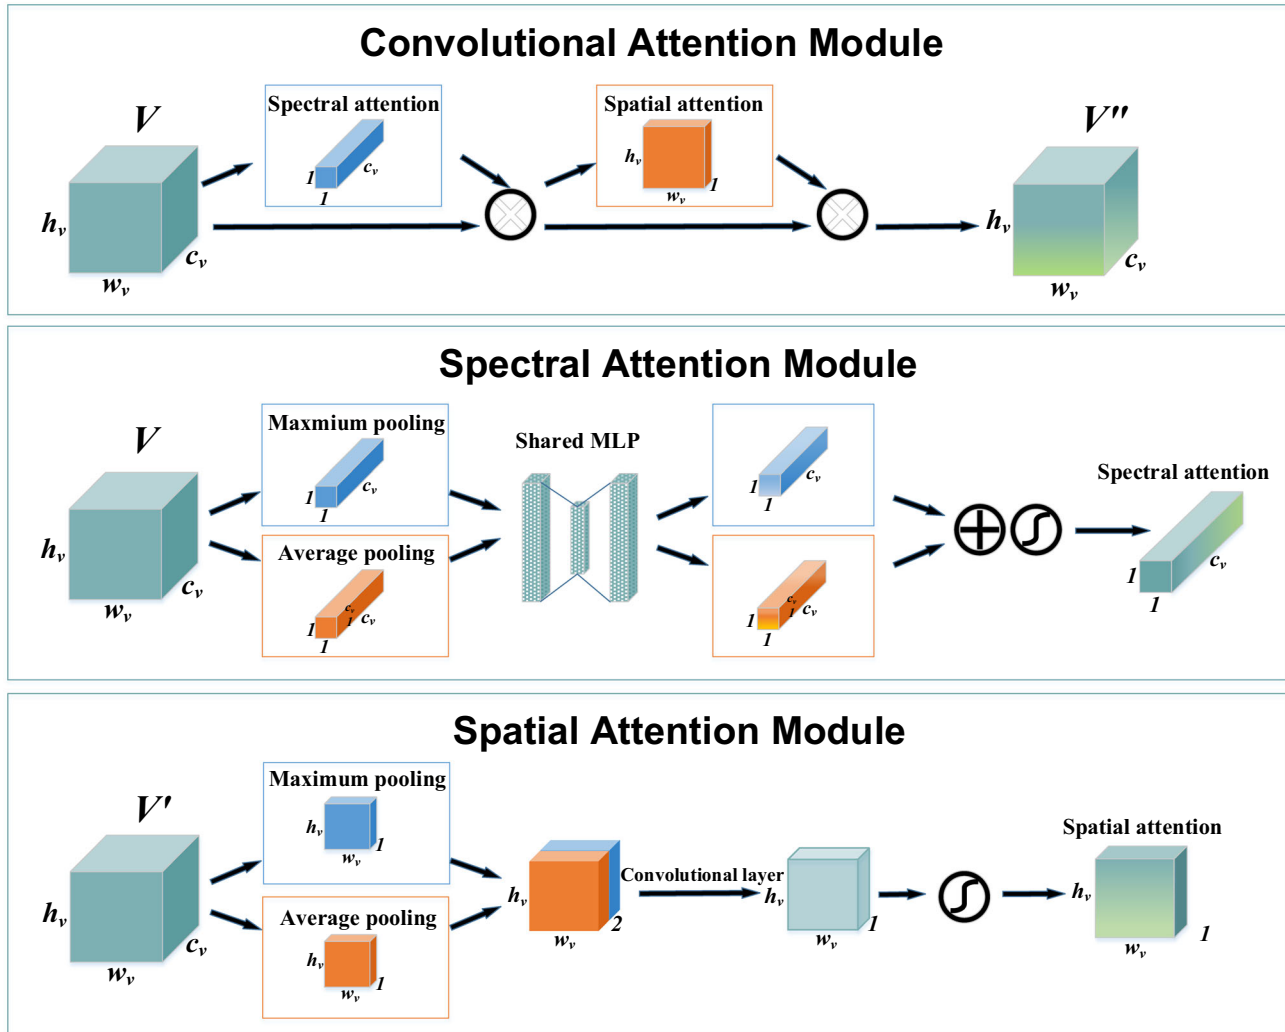 Convolutional Attention Module
V
h_v
w_v
c_v
Spectral attention
1
1
c_v
Spatial attention
h_v
w_v
1
V''
h_v
w_v
c_v
Spectral Attention Module
V
h_v
w_v
c_v
Maxmium pooling
1
1
c_v
Average pooling
1
1
c_v
1
c_v
Shared MLP
1
1
c_v
1
1
c_v
1
c_v
Spectral attention
1
1
c_v
Spatial Attention Module
V'
h_v
w_v
c_v
Maximum pooling
h_v
w_v
1
Average pooling
h_v
w_v
1
h_v
w_v
2
Convolutional layer
h_v
w_v
1
Spatial attention
h_v
w_v
1